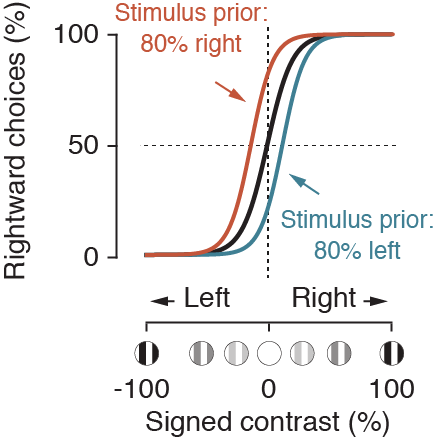 Stimulus prior:
80% right
Rightward choices (%)
100
50
0
Stimulus prior:
80% left
Left
Right
-100
0
100
Signed contrast (%)